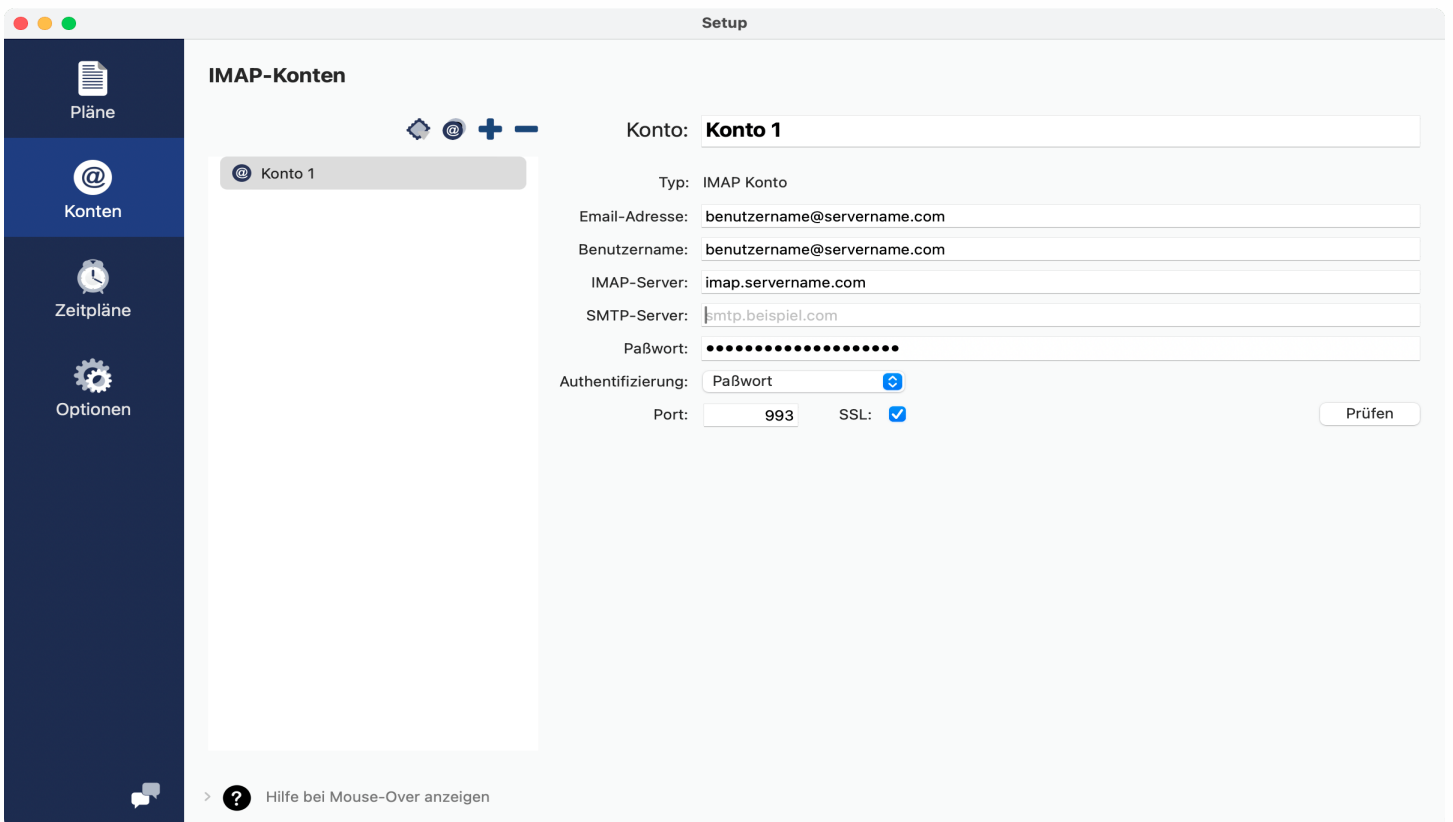 Setup
Pläne
Konten
Zeitpläne
Optionen
IMAP-Konten
@ Konto 1
Konto: Konto 1
Typ: IMAP Konto
Email-Adresse: benutzername@servername.com
Benutzername: benutzername@servername.com
IMAP-Server: imap.servername.com
SMTP-Server: smtp.beispiel.com
Paßwort: ••••••••••••••••••••
Authentifizierung: Paßwort
Port: 993 SSL: Prüfen
? Hilfe bei Mouse-Over anzeigen